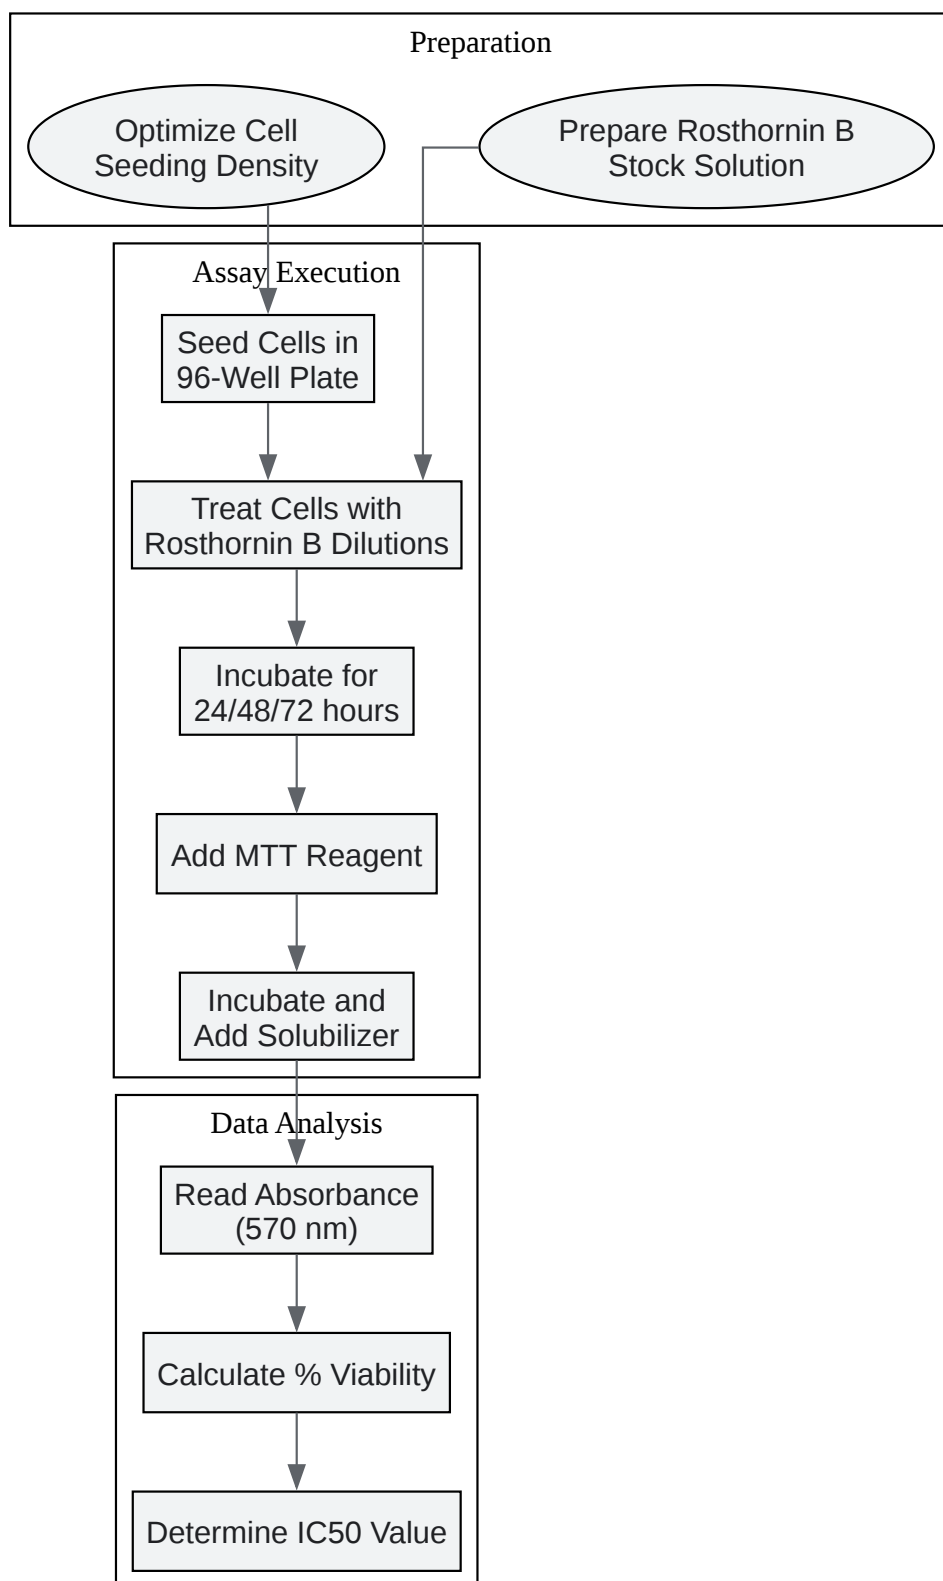 Preparation
Optimize Cell
Seeding Density
Prepare Rosthornin B
Stock Solution
Assay Execution
Seed Cells in
96-Well Plate
Treat Cells with
Rosthornin B Dilutions
Incubate for
24/48/72 hours
Add MTT Reagent
Incubate and
Add Solubilizer
Data Analysis
Read Absorbance
(570 nm)
Calculate % Viability
Determine IC50 Value